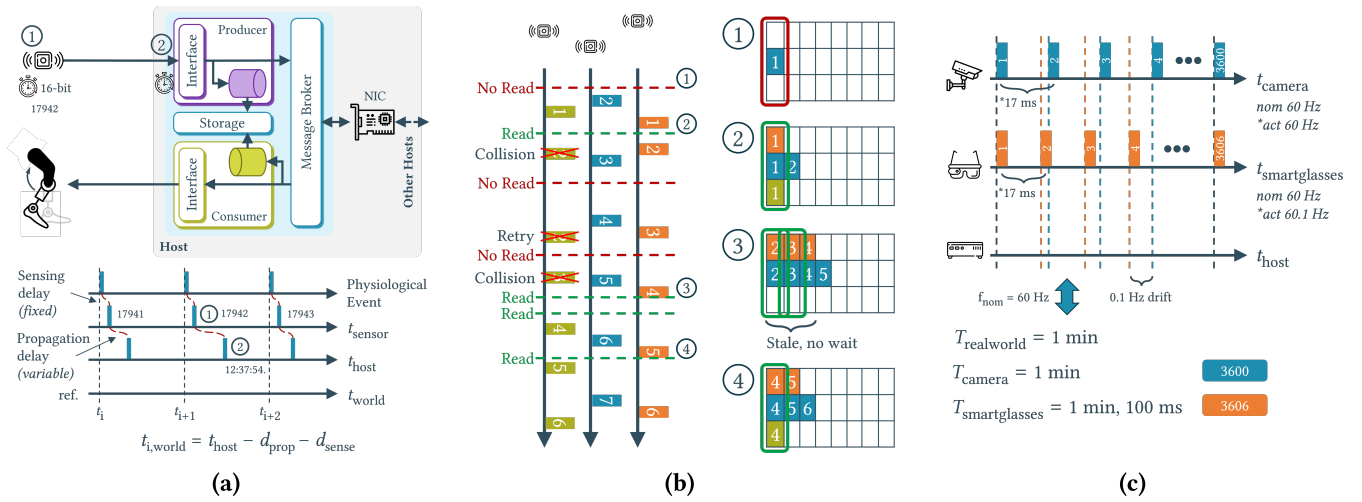 1
16-bit
17942
2
Interface
Producer
Storage
Interface
Consumer
Message Broker
Host
NIC
Other Hosts
Sensing
delay
(fixed)
Physiological
Event
17941
1
17942
17943
t_sensor
Propagation
delay
(variable)
2
t_host
12:37:54.
ref.
t_world
t_i
t_i+1
t_i+2
t_i,world = t_host − d_prop − d_sense
(a)
No Read
1
2
1
1
Read
2
Collision
2
3
2
No Read
4
Retry
3
No Read
Collision
5
4
3
Read
Read
4
6
5
4
Read
5
7
6
6
1
1
2
1
1 2
1
3
2 3 4
2 3 4 5
Stale, no wait
4
4 5
4 5 6
4
(b)
1
2
3
4
3600
t_camera
*17 ms
nom 60 Hz
*act 60 Hz
1
2
3
4
3606
t_smartglasses
*17 ms
nom 60 Hz
*act 60.1 Hz
t_host
f_nom = 60 Hz
0.1 Hz drift
T_realworld = 1 min
T_camera = 1 min
3600
T_smartglasses = 1 min, 100 ms
3606
(c)